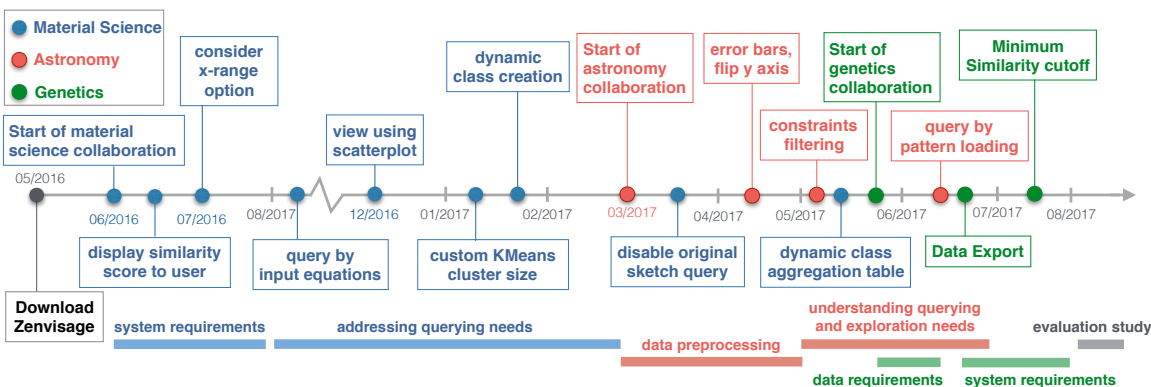 Material Science
Astronomy
Genetics
consider
x-range
option
dynamic
class creation
Start of
astronomy
collaboration
error bars,
flip y axis
Start of
genetics
collaboration
Minimum
Similarity cutoff
Start of material
science collaboration
view using
scatterplot
constraints
filtering
query by
pattern loading
05/2016
06/2016
07/2016
08/2017
12/2016
01/2017
02/2017
03/2017
04/2017
05/2017
06/2017
07/2017
08/2017
display similarity
score to user
query by
input equations
custom KMeans
cluster size
disable original
sketch query
dynamic class
aggregation table
Data Export
Download
Zenvisage
system requirements
addressing querying needs
data preprocessing
understanding querying
and exploration needs
evaluation study
data requirements
system requirements